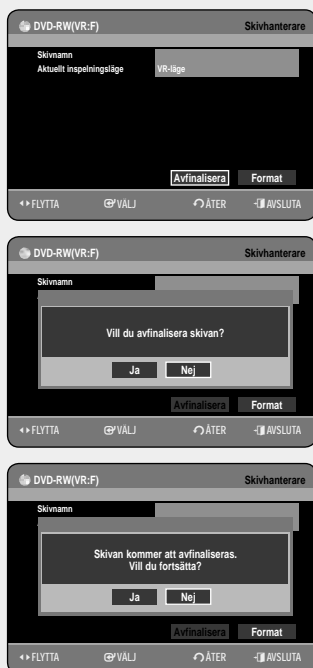 DVD-RW(VR:F) Skivhanterare
Skivnamn
Aktuellt inspelningsläge VR-läge
Avfinalisera Format
FLYTTA VÄLJ ÅTER AVSLUTA
DVD-RW(VR:F) Skivhanterare
Skivnamn
Vill du avfinalisera skivan?
Ja Nej
Avfinalisera Format
FLYTTA VÄLJ ÅTER AVSLUTA
DVD-RW(VR:F) Skivhanterare
Skivnamn
Skivan kommer att avfinaliseras.
Vill du fortsätta?
Ja Nej
Avfinalisera Format
FLYTTA VÄLJ ÅTER AVSLUTA